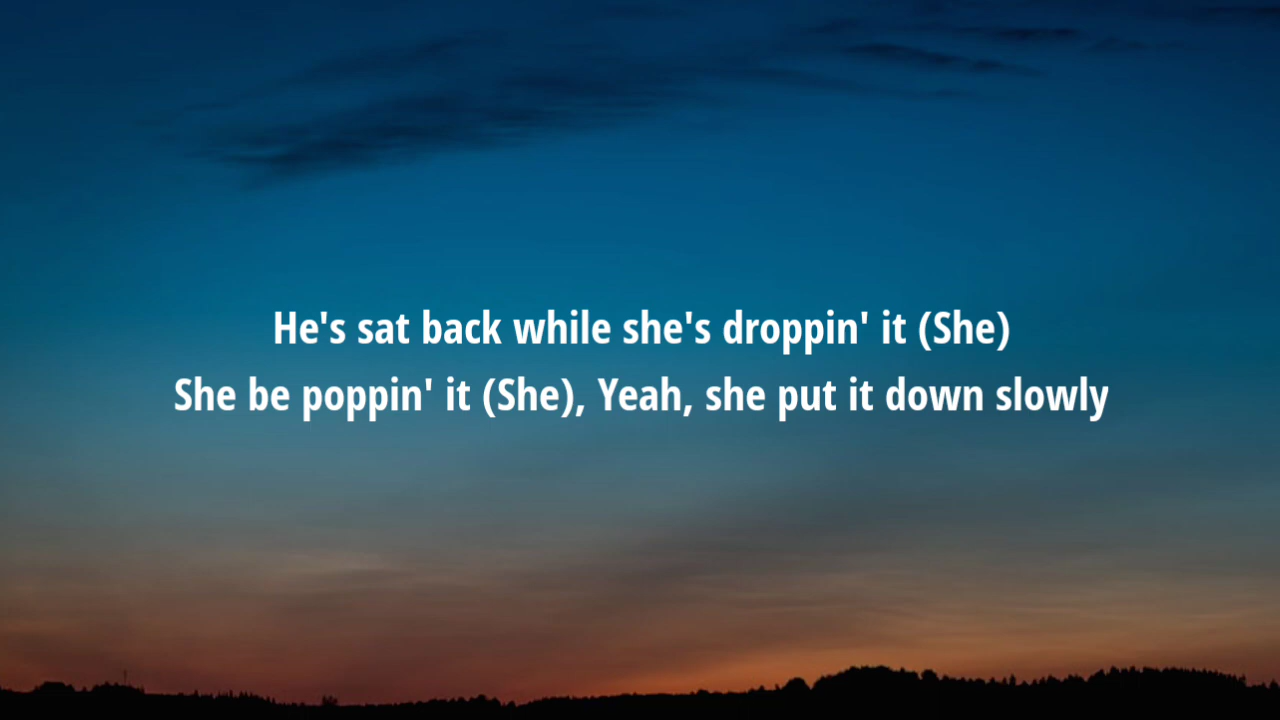 He's sat back while she's droppin' it (She)
She be poppin' it (She), Yeah, she put it down slowly